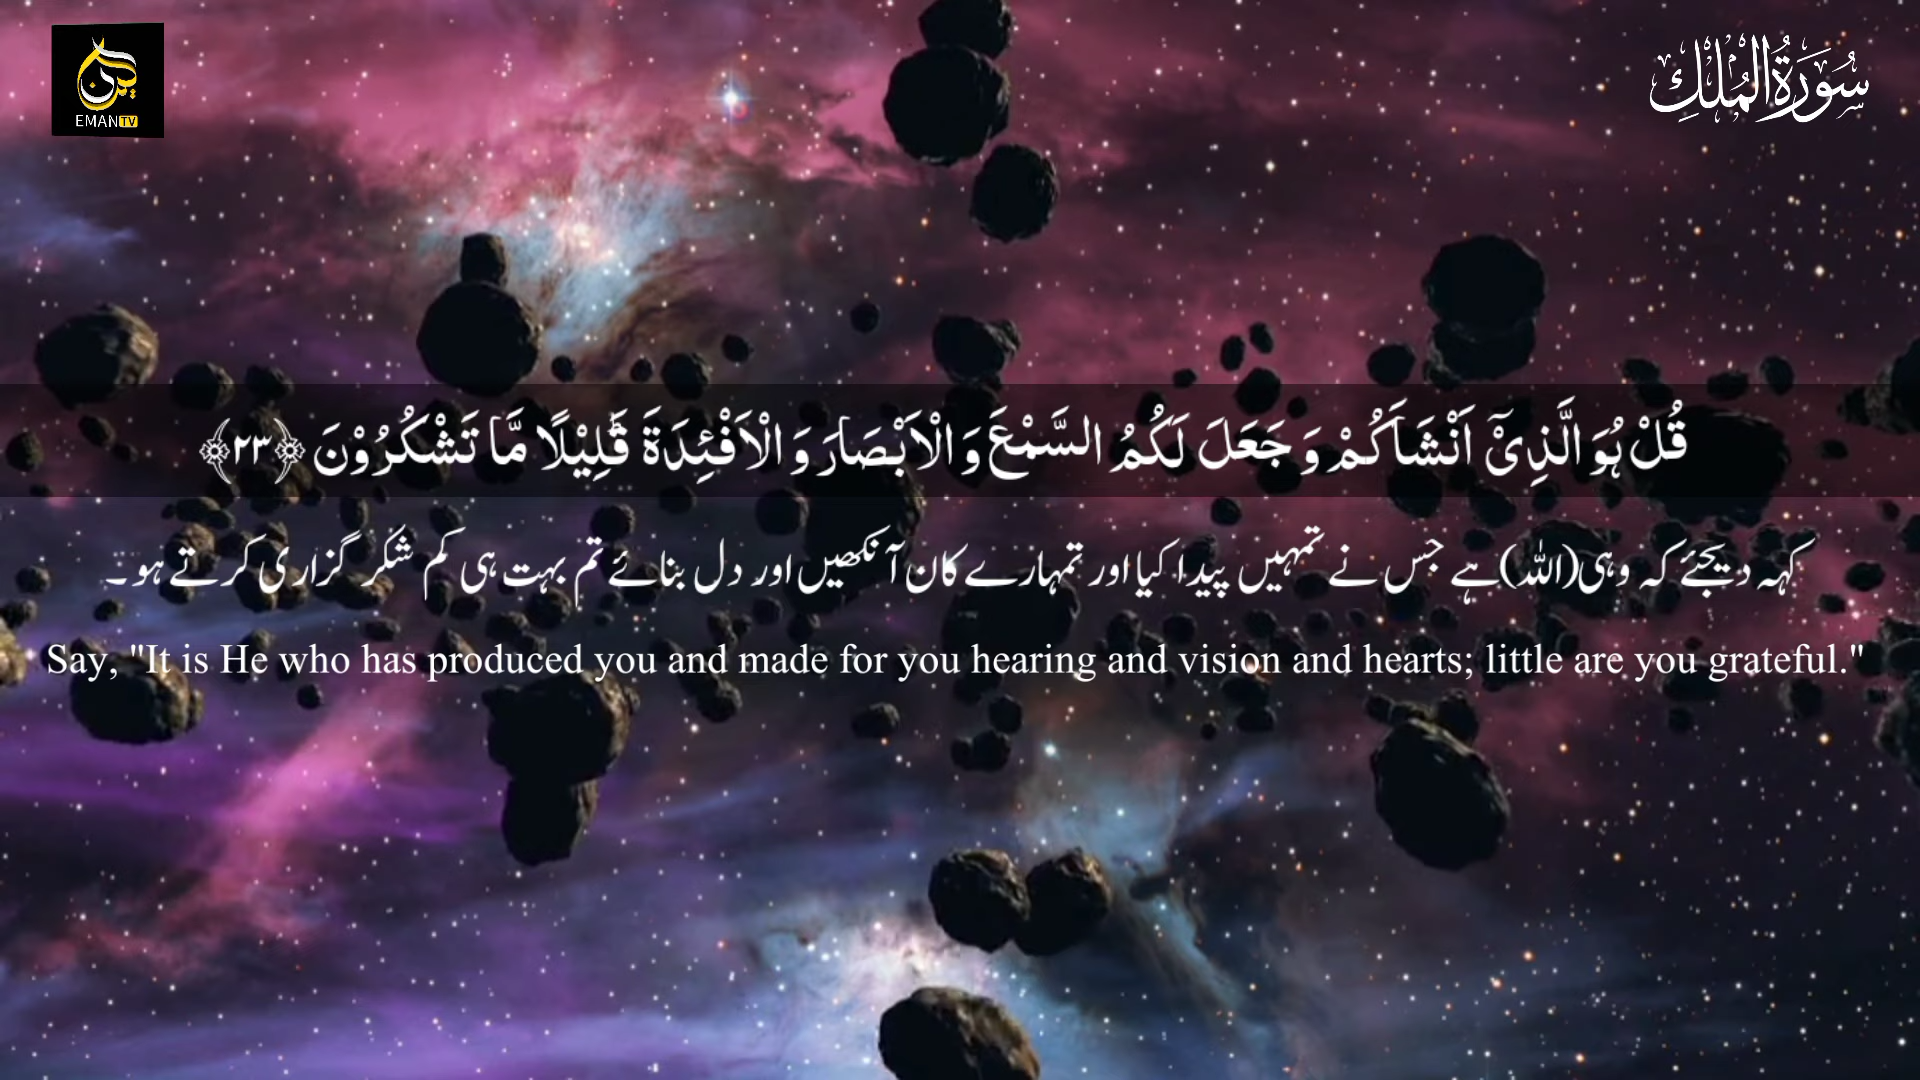 EMANTV
سُورَةُ الْمُلْكِ
قُلْ هُوَ الَّذِیْۤ اَنْشَاَكُمْ وَ جَعَلَ لَكُمُ السَّمْعَ وَ الْاَبْصَارَ وَ الْاَفْئِدَةَ ؕ قَلِیْلًا مَّا تَشْكُرُوْنَ ﴿۲۳﴾
کہہ دیجئے کہ وہی(اللہ)ہے جس نے تمہیں پیدا کیا اور تمہارے کان آنکھیں اور دل بنائے تم بہت ہی کم شکر گزاری کرتے ہو۔
Say, "It is He who has produced you and made for you hearing and vision and hearts; little are you grateful."